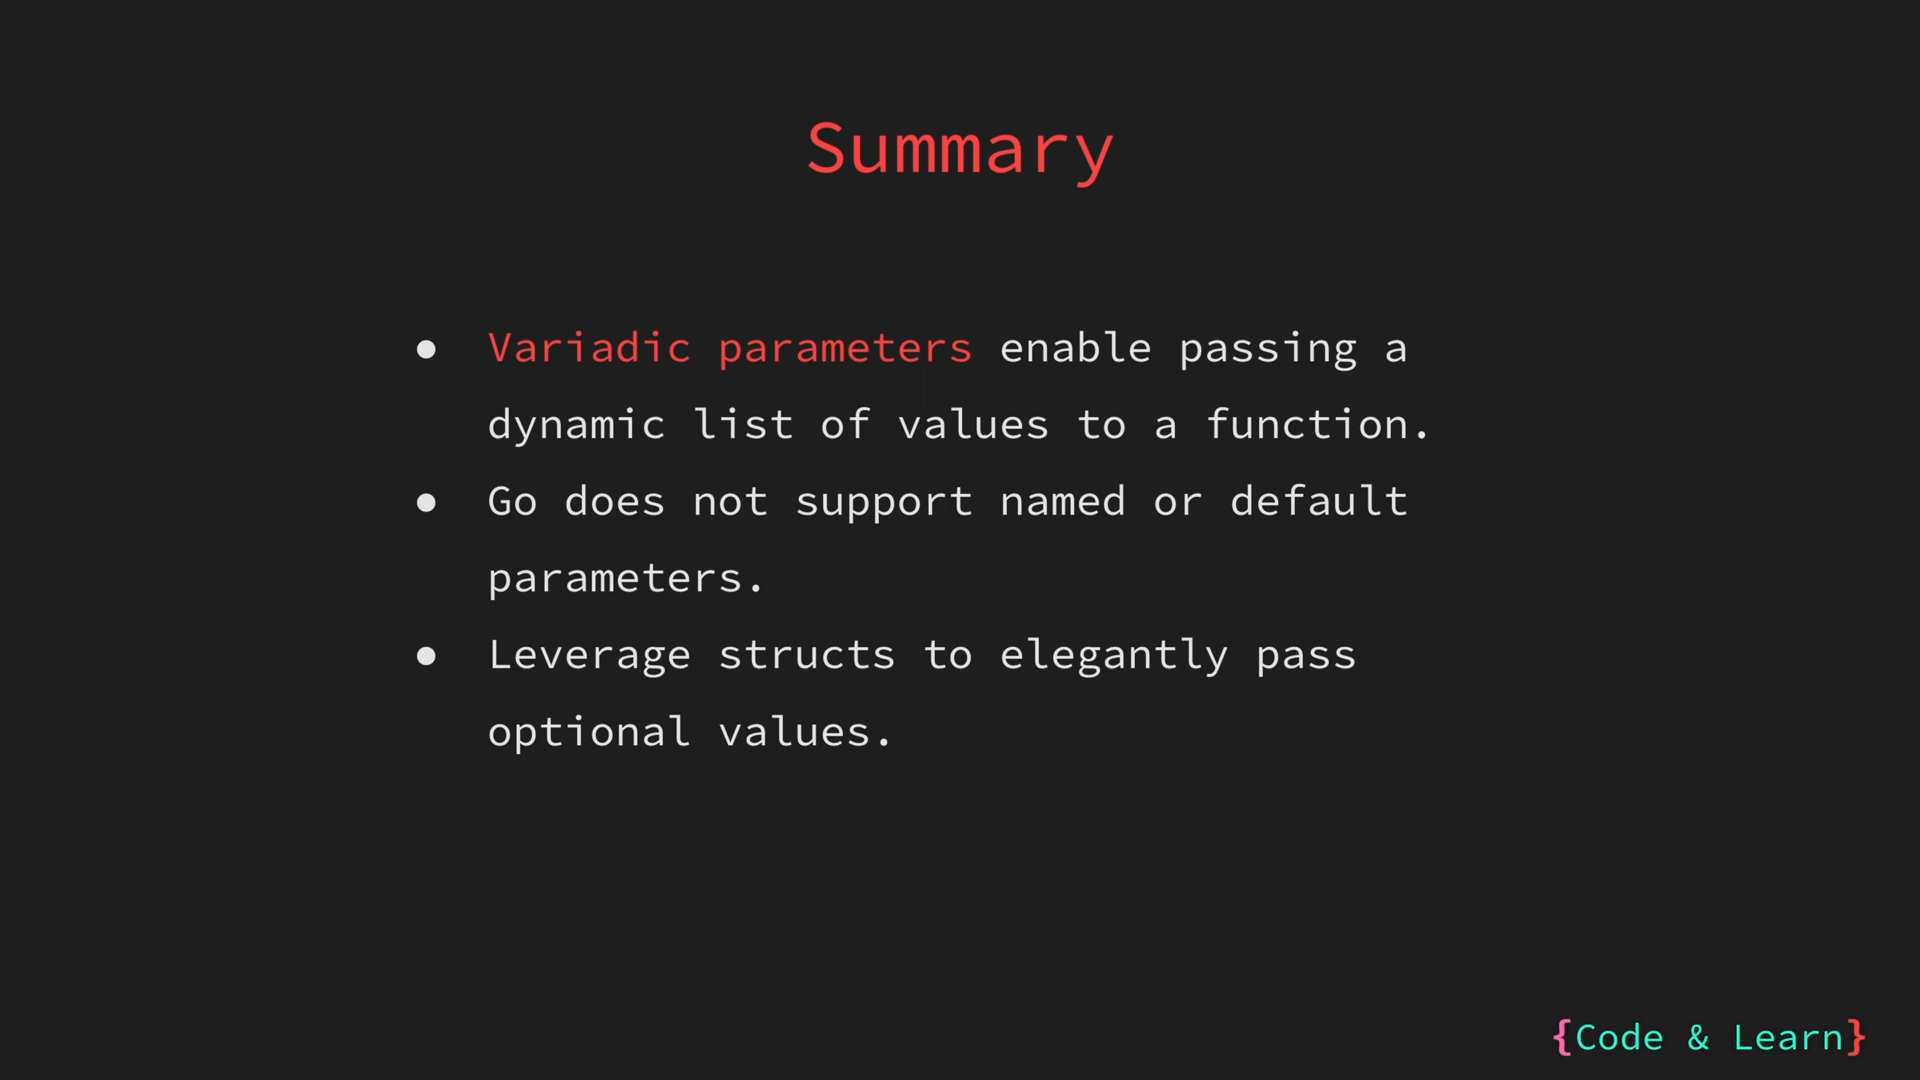 Summary
● Variadic parameters enable passing a
dynamic list of values to a function.
● Go does not support named or default
parameters.
● Leverage structs to elegantly pass
optional values.
{Code & Learn}